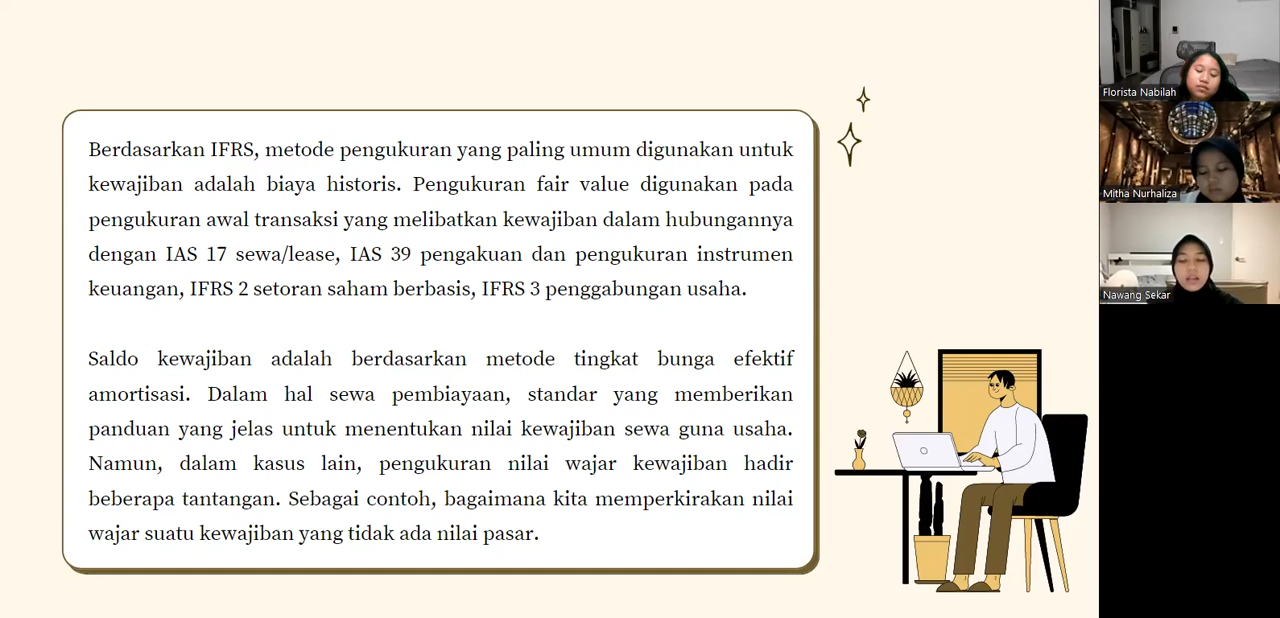 Berdasarkan IFRS, metode pengukuran yang paling umum digunakan untuk
kewajiban adalah biaya historis. Pengukuran fair value digunakan pada
pengukuran awal transaksi yang melibatkan kewajiban dalam hubungannya
dengan IAS 17 sewa/lease, IAS 39 pengakuan dan pengukuran instrumen
keuangan, IFRS 2 setoran saham berbasis, IFRS 3 penggabungan usaha.
Saldo kewajiban adalah berdasarkan metode tingkat bunga efektif
amortisasi. Dalam hal sewa pembiayaan, standar yang memberikan
panduan yang jelas untuk menentukan nilai kewajiban sewa guna usaha.
Namun, dalam kasus lain, pengukuran nilai wajar kewajiban hadir
beberapa tantangan. Sebagai contoh, bagaimana kita memperkirakan nilai
wajar suatu kewajiban yang tidak ada nilai pasar.
Florista Nabilah
Mitha Nurhaliza
Nawang Sekar